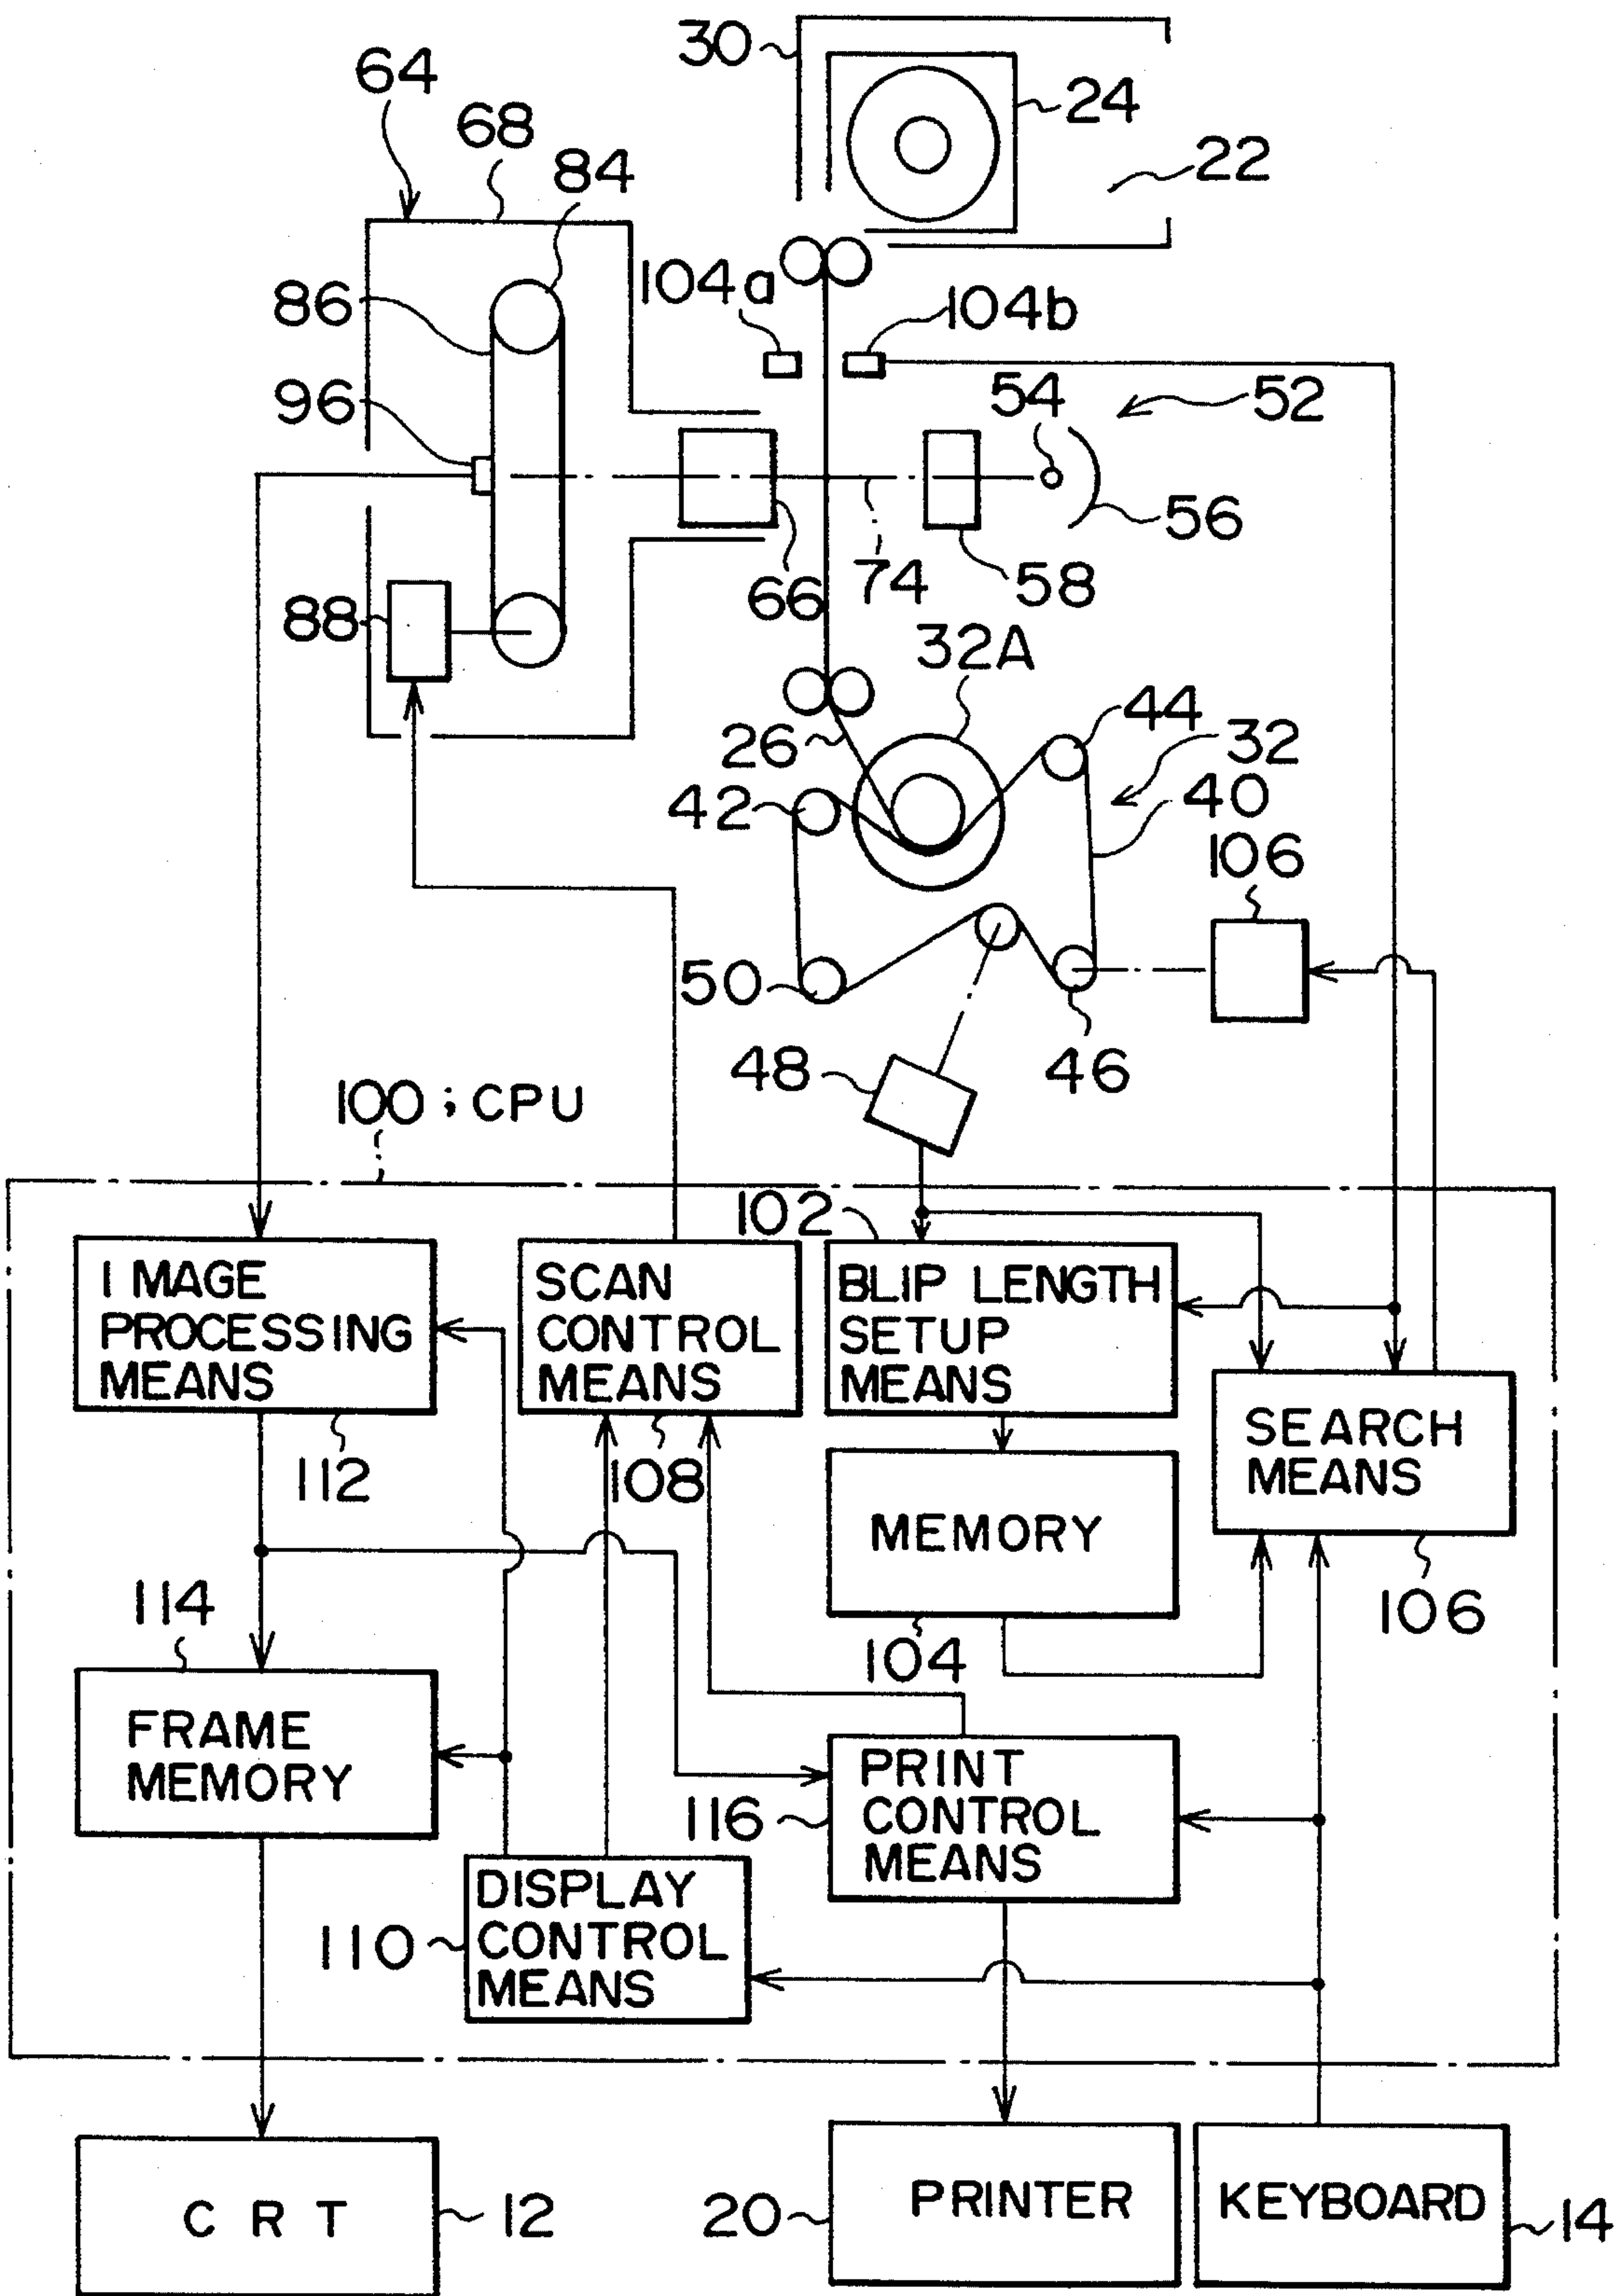 30
64
24
68
22
84
104a
86
104b
54
52
96
56
66
74
58
88
32A
44
26
32
42
40
106
50
48
46
100 ; CPU
102
IMAGE
PROCESSING
MEANS
SCAN
CONTROL
MEANS
BLIP LENGTH
SETUP
MEANS
SEARCH
MEANS
112
108
MEMORY
114
104
106
FRAME
MEMORY
PRINT
CONTROL
MEANS
116
DISPLAY
CONTROL
MEANS
110
CRT
12
20
PRINTER
KEYBOARD
14